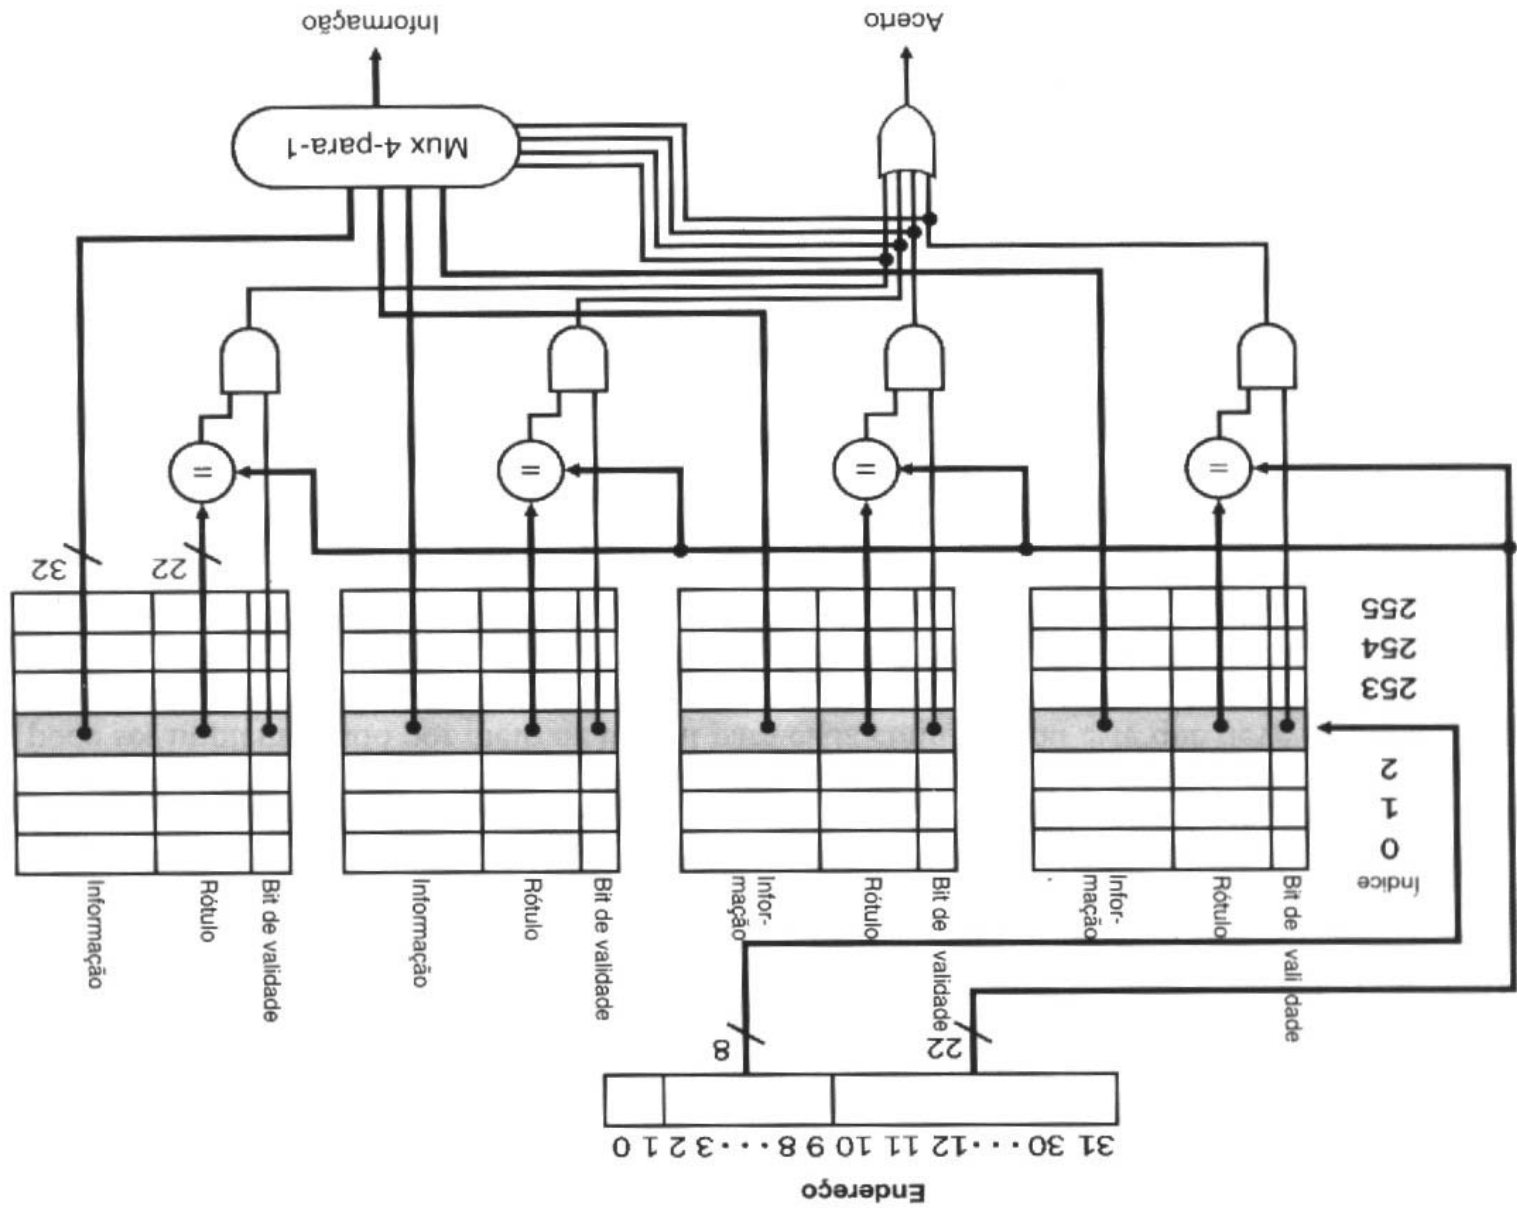 Endereço
31 30 ··· 12 11 10 9 8 ··· 3 2 1 0
22
8
Índice
Bit de validade
Rótulo
Infor-
mação
Bit de validade
Rótulo
Infor-
mação
Bit de validade
Rótulo
Informação
Bit de validade
Rótulo
Informação
0
1
2
253
254
255
22
32
=
=
=
=
Mux 4-para-1
Acerto
Informação